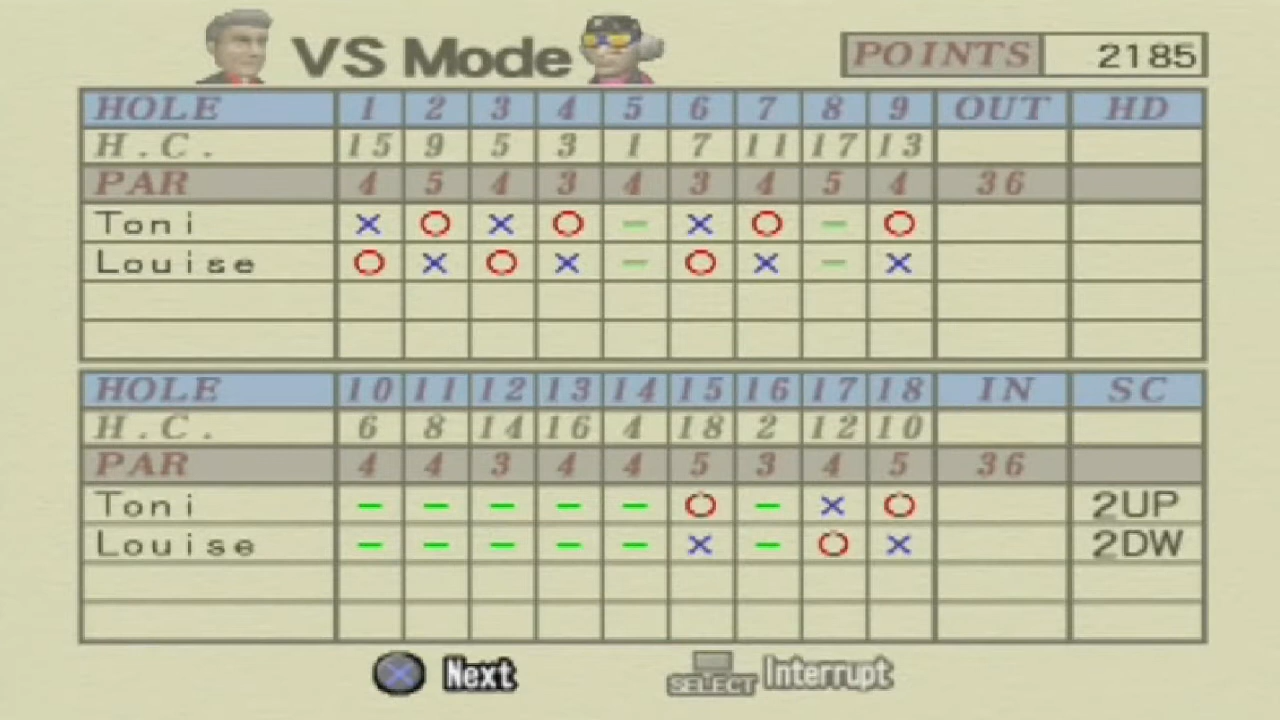 VS Mode POINTS 2185
HOLE 1 2 3 4 5 6 7 8 9 OUT HD
H.C. 15 9 5 3 1 7 11 17 13
PAR 4 5 4 3 4 3 4 5 4 36
Toni × ○ × ○ - × ○ - ○
Louise ○ × ○ × - ○ × - ×
HOLE 10 11 12 13 14 15 16 17 18 IN SC
H.C. 6 8 14 16 4 18 2 12 10
PAR 4 4 3 4 4 5 3 4 5 36
Toni - - - - - ○ - × ○ 2UP
Louise - - - - - × - ○ × 2DW
Next SELECT Interrupt